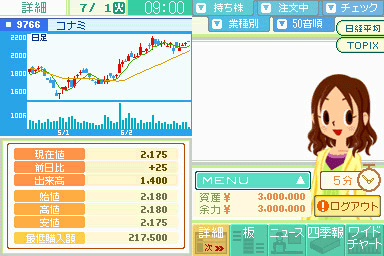 詳細 7/ 1 火 09:00
9766 コナミ
日足
2200
2000
1800
1600
100
5/1 6/2
現在値 2.175
前日比 +25
出来高 1.400
始値 2.180
高値 2.180
安値 2.175
最低購入額 217.500
持ち株 注文中 チェック
業種別 50音順
日経平均
TOPIX
MENU
5分
資産¥ 3.000.000
余力¥ 3.000.000
ログアウト
詳細 板 ニュース 四季報 ワイドチャート
次>>